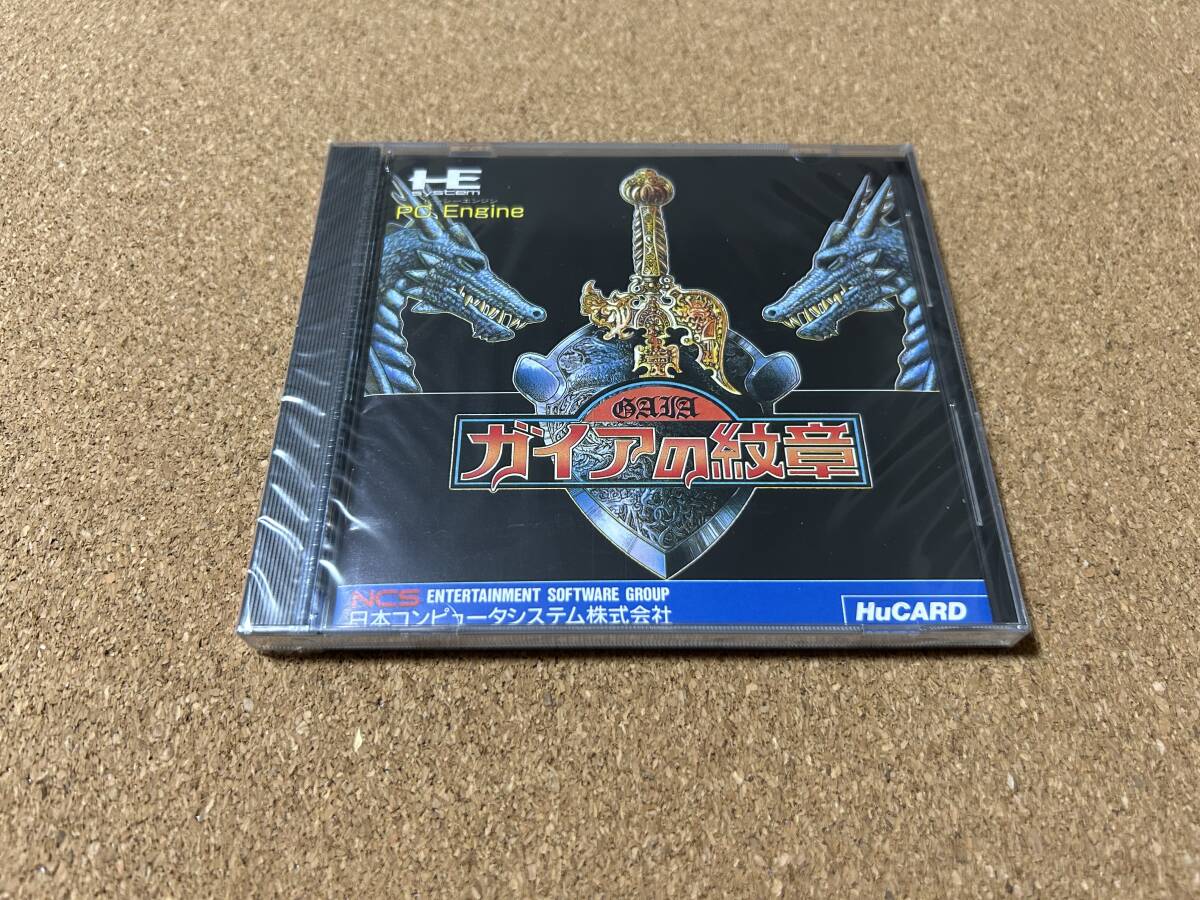 HE
system
PC Engine
GAIA
ガイアの紋章
NCS ENTERTAINMENT SOFTWARE GROUP
日本コンピュータシステム株式会社
HuCARD